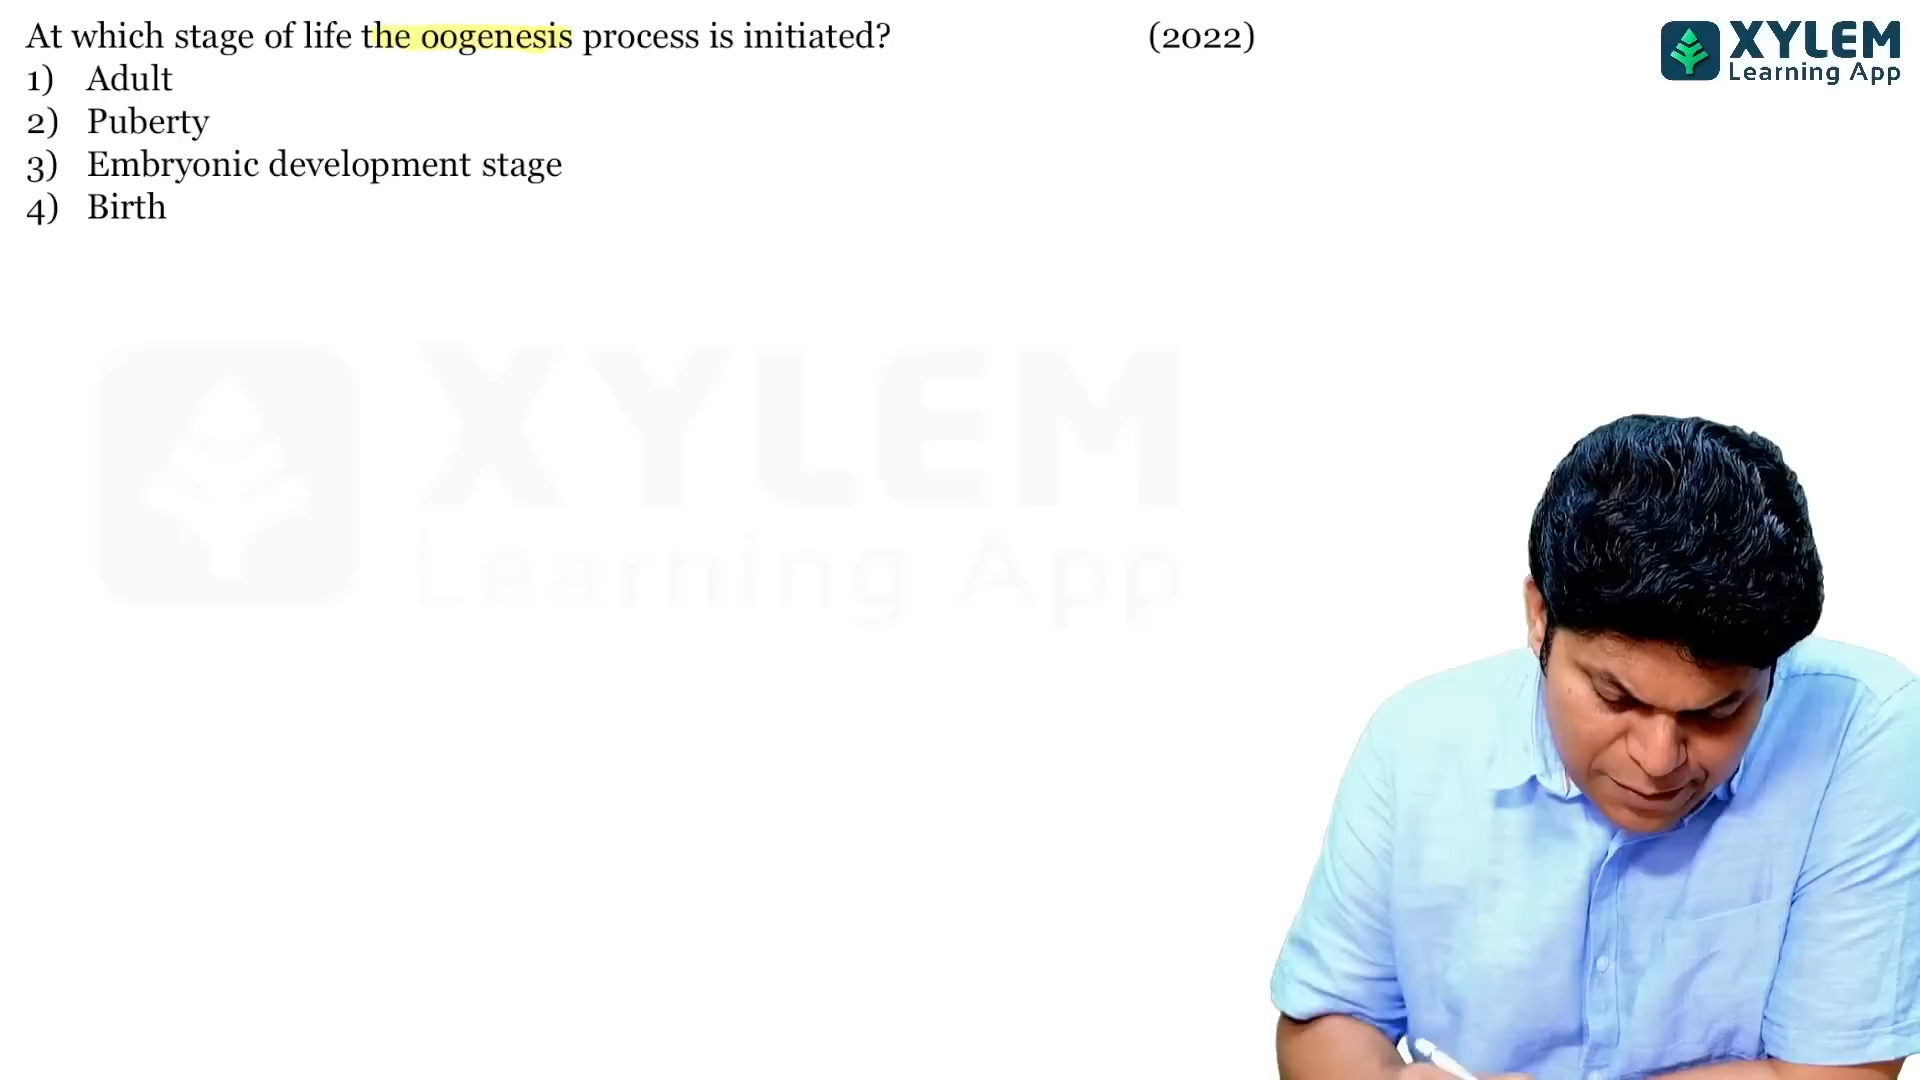 At which stage of life the oogenesis process is initiated? (2022)
1) Adult
2) Puberty
3) Embryonic development stage
4) Birth
XYLEM
Learning App
XYLEM
Learning App